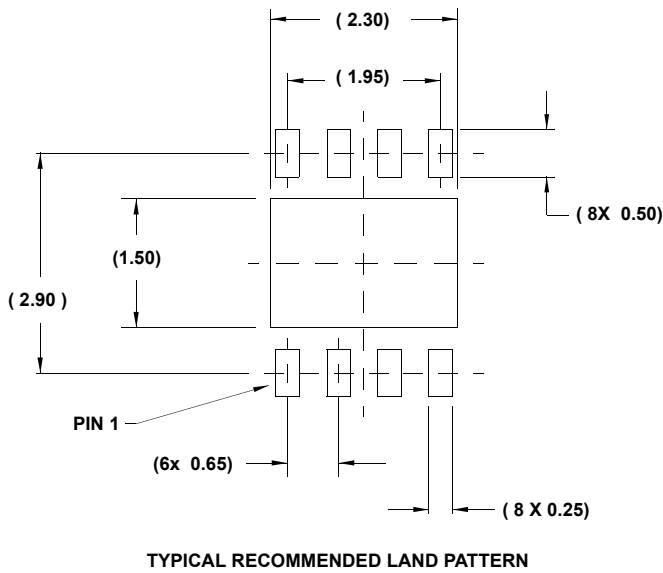 ( 2.30)
( 1.95)
( 8X  0.50)
(1.50)
( 2.90 )
PIN 1
(6x  0.65)
( 8 X 0.25)
TYPICAL RECOMMENDED LAND PATTERN